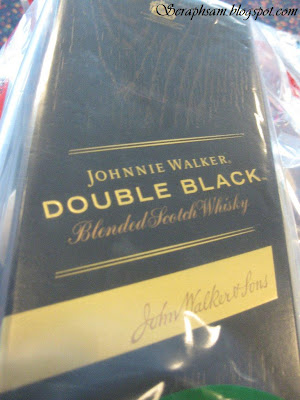 Seraphsam.blogspot.com
JOHNNIE WALKER.
DOUBLE BLACK
Blended Scotch Whisky
John Walker & Sons